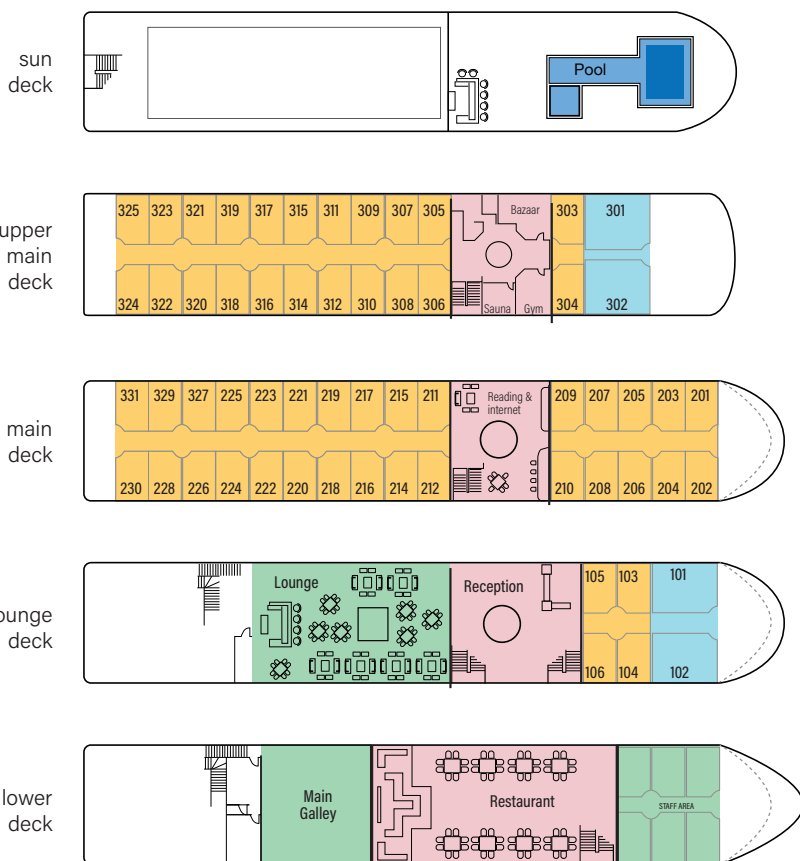 sun
deck
Pool
upper
main
deck
325 323 321 319 317 315 311 309 307 305
Bazaar
303 301
324 322 320 318 316 314 312 310 308 306
Sauna Gym
304 302
main
deck
331 329 327 225 223 221 219 217 215 211
Reading &
internet
209 207 205 203 201
230 228 226 224 222 220 218 216 214 212
210 208 206 204 202
ounge
deck
Lounge
Reception
105 103 101
106 104 102
lower
deck
Main
Galley
Restaurant
STAFF AREA